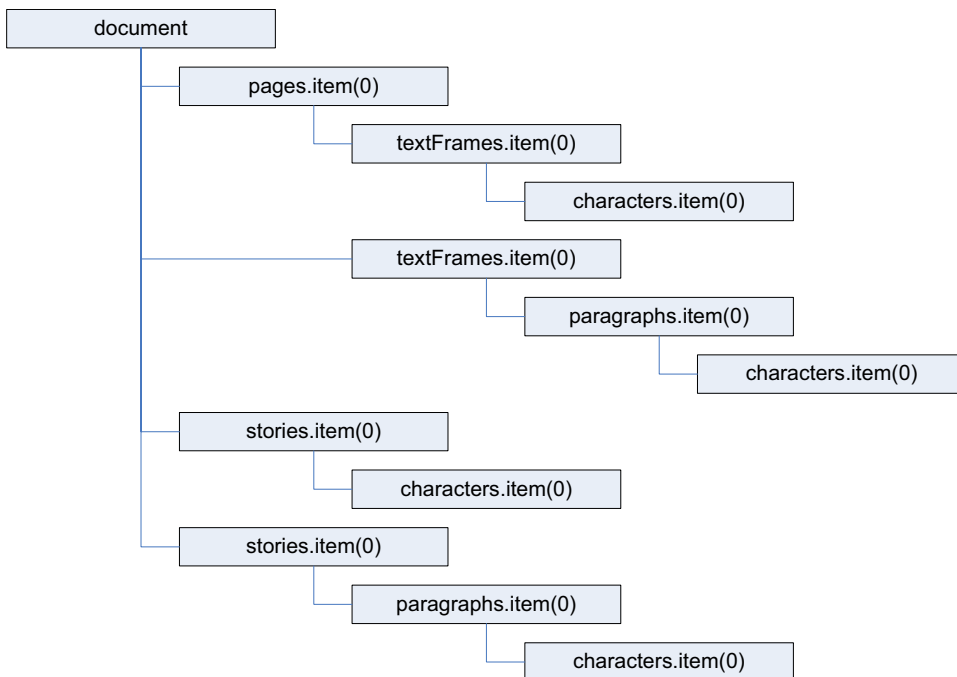 document
pages.item(0)
textFrames.item(0)
characters.item(0)
textFrames.item(0)
paragraphs.item(0)
characters.item(0)
stories.item(0)
characters.item(0)
stories.item(0)
paragraphs.item(0)
characters.item(0)